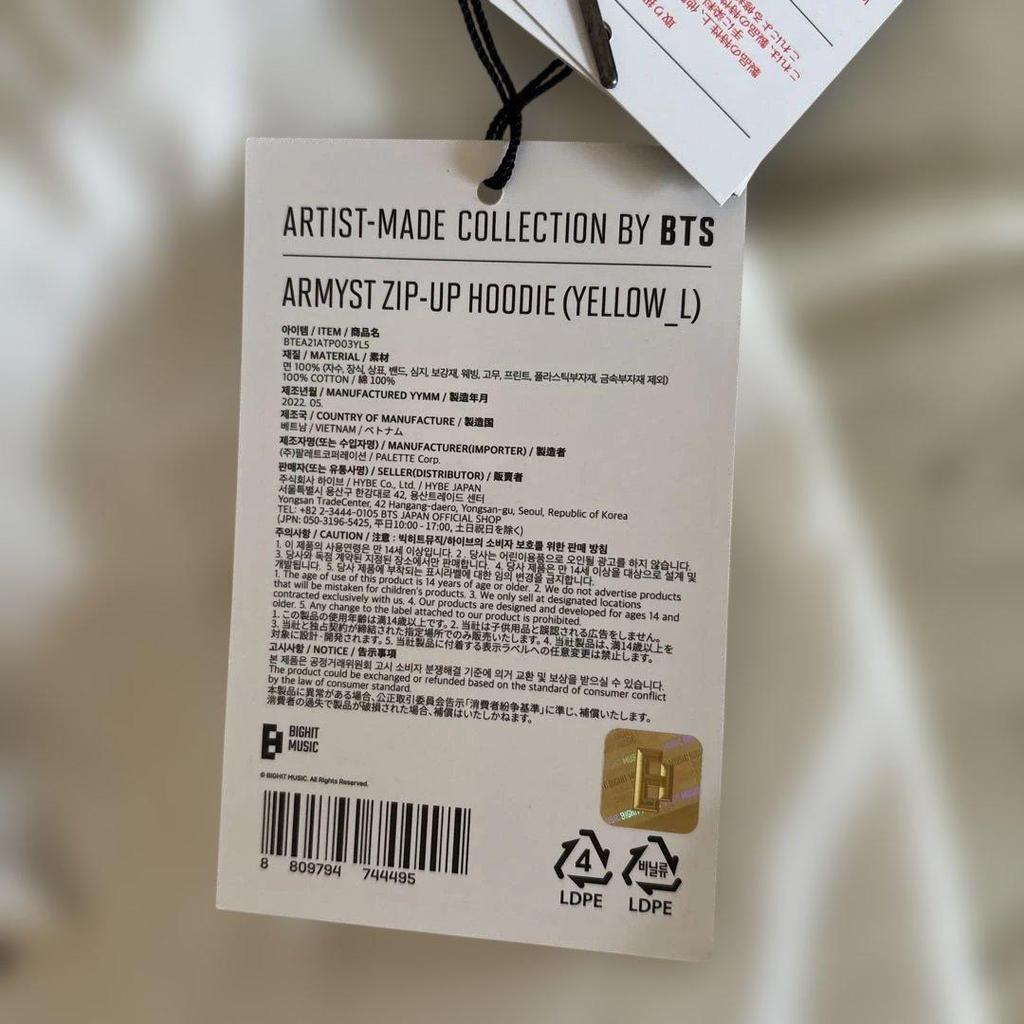 取り扱
製品の特性上
手に染料、他
これは、製品の特性
これによる
ARTIST-MADE COLLECTION BY BTS
ARMYST ZIP-UP HOODIE (YELLOW_L)
아이템 / ITEM / 商品名
BTEA21ATP003YL5
재질 / MATERIAL / 素材
면 100% (자수, 장식, 상표, 밴드, 심지, 보강재, 웨빙, 고무, 프린트, 플라스틱부자재, 금속부자재 제외)
100% COTTON / 綿 100%
제조년월 / MANUFACTURED YYMM / 製造年月
2022. 05.
제조국 / COUNTRY OF MANUFACTURE / 製造国
베트남 / VIETNAM / ベトナム
제조자명(또는 수입자명) / MANUFACTURER(IMPORTER) / 製造者
(주)팔레트코퍼레이션 / PALETTE Corp.
판매자(또는 유통사명) / SELLER(DISTRIBUTOR) / 販賣者
주식회사 하이브 / HYBE Co., Ltd. / HYBE JAPAN
서울특별시 용산구 한강대로 42, 용산트레이드 센터
Yongsan TradeCenter, 42 Hangang-daero, Yongsan-gu, Seoul, Republic of Korea
TEL: +82 2-3444-0105 BTS JAPAN OFFICIAL SHOP
(JPN: 050-3196-5425, 平日10:00 - 17:00, 土日祝日を除く)
주의사항 / CAUTION / 注意 : 빅히트뮤직/하이브의 소비자 보호를 위한 판매 방침
1. 이 제품의 사용연령은 만 14세 이상입니다. 2. 당사는 어린이용품으로 오인될 광고를 하지 않습니다.
3. 당사와 독점 계약된 지정된 장소에서만 판매합니다. 4. 당사 제품은 만 14세 이상을 대상으로 설계 및
개발됩니다. 5. 당사 제품에 부착되는 표시라벨에 대한 임의 변경을 금지합니다.
1. The age of use of this product is 14 years of age or older. 2. We do not advertise products
that will be mistaken for children's products. 3. We only sell at designated locations
contracted exclusively with us. 4. Our products are designed and developed for ages 14 and
older. 5. Any change to the label attached to our product is prohibited.
1. この製品の使用年齢は満14歳以上です。2. 当社は子供用品と誤認される広告をしません。
3. 当社と独占契約が締結された指定場所でのみ販売いたします。4. 当社製品は、満14歳以上を
対象に設計・開発されます。5. 当社製品に付着する表示ラベルへの任意変更は禁止します。
고시사항 / NOTICE / 告示事項
본 제품은 공정거래위원회 고시 소비자 분쟁해결 기준에 의거 교환 및 보상을 받으실 수 있습니다.
The product could be exchanged or refunded based on the standard of consumer conflict
by the law of consumer standard.
本製品に異常がある場合、公正取引委員会告示「消費者紛争基準」に準じ、補償いたします。
消費者の過失で製品が破損された場合、補償はいたしかねます。
BIGHIT
MUSIC
© BIGHIT MUSIC. All Rights Reserved.
8 809794 744495
4
LDPE
비닐류
LDPE